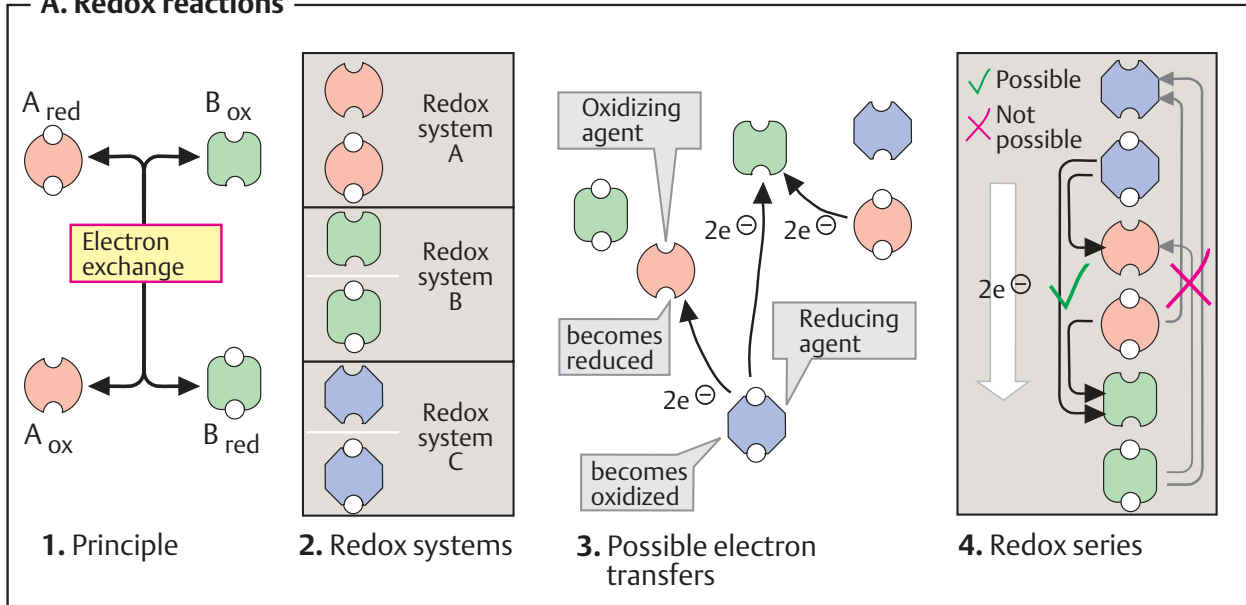 A. Redox reactions
A red
B ox
Electron
exchange
A ox
B red
1. Principle
Redox
system
A
Redox
system
B
Redox
system
C
2. Redox systems
Oxidizing
agent
2e ⊖
2e ⊖
becomes
reduced
Reducing
agent
2e ⊖
becomes
oxidized
3. Possible electron
transfers
Possible
Not
possible
2e ⊖
4. Redox series